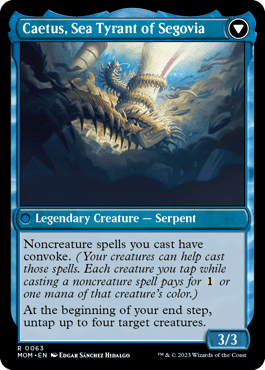 Caetus, Sea Tyrant of Segovia
Legendary Creature — Serpent
Noncreature spells you cast have
convoke. (Your creatures can help cast
those spells. Each creature you tap while
casting a noncreature spell pays for 1 or
one mana of that creature's color.)
At the beginning of your end step,
untap up to four target creatures.
3/3
R 0063
MOM • EN Edgar Sánchez Hidalgo
™ & © 2023 Wizards of the Coast